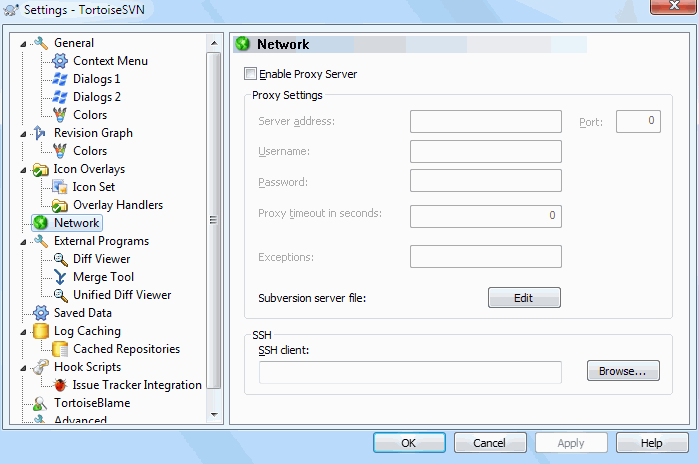 Settings - TortoiseSVN
General
Context Menu
Dialogs 1
Dialogs 2
Colors
Revision Graph
Colors
Icon Overlays
Icon Set
Overlay Handlers
Network
External Programs
Diff Viewer
Merge Tool
Unified Diff Viewer
Saved Data
Log Caching
Cached Repositories
Hook Scripts
Issue Tracker Integration
TortoiseBlame
Advanced
Network
Enable Proxy Server
Proxy Settings
Server address: Port: 0
Username:
Password:
Proxy timeout in seconds: 0
Exceptions:
Subversion server file: Edit
SSH
SSH client:
Browse...
OK Cancel Apply Help